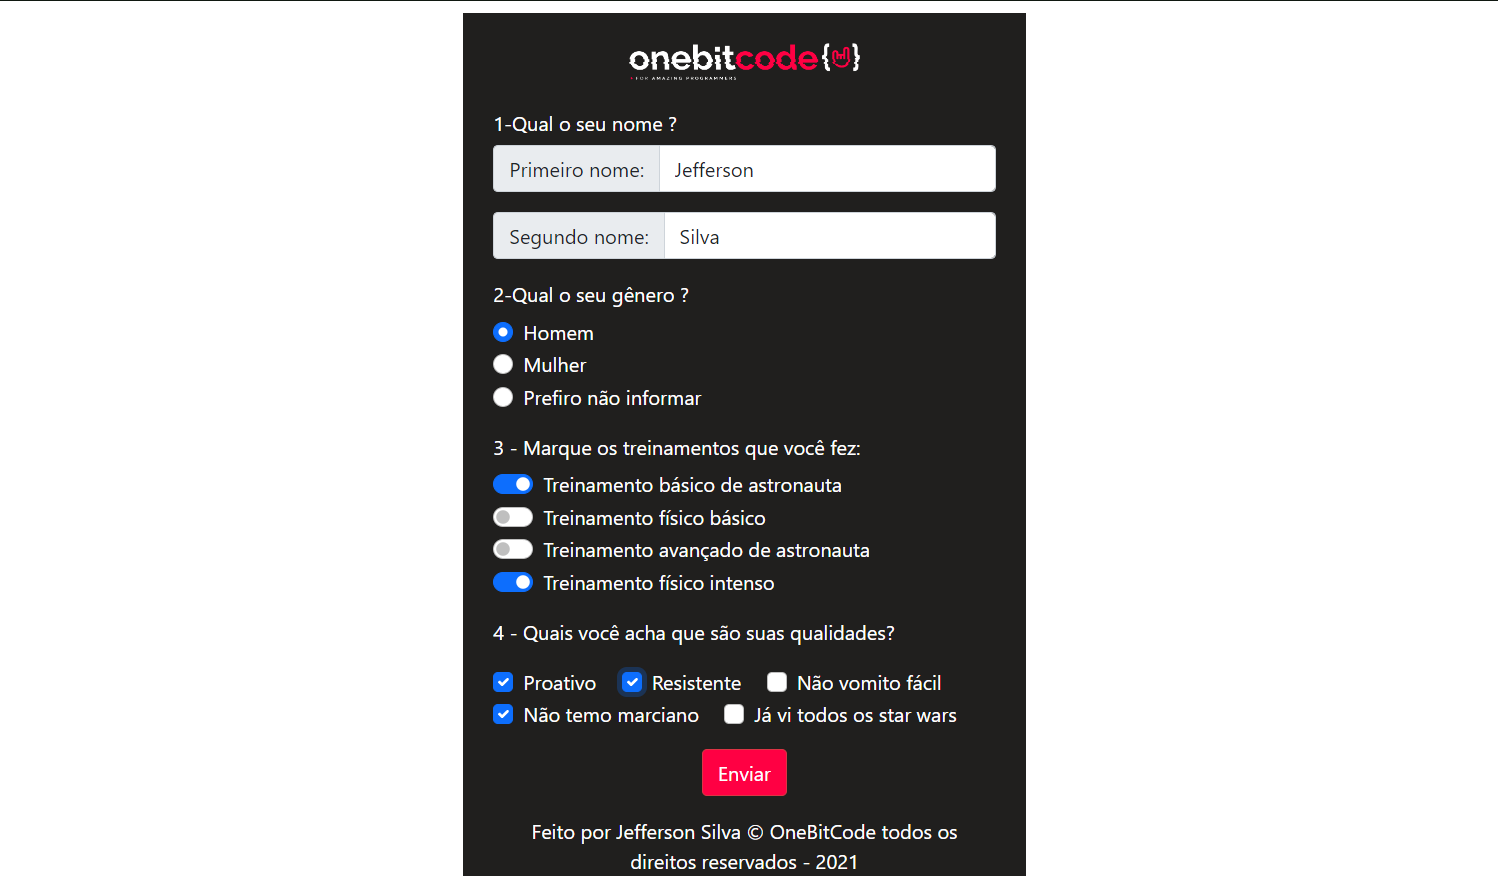 onebitcode{}
• FOR AMAZING PROGRAMMERS
1-Qual o seu nome ?
Primeiro nome: Jefferson
Segundo nome: Silva
2-Qual o seu gênero ?
Homem
Mulher
Prefiro não informar
3 - Marque os treinamentos que você fez:
Treinamento básico de astronauta
Treinamento físico básico
Treinamento avançado de astronauta
Treinamento físico intenso
4 - Quais você acha que são suas qualidades?
Proativo Resistente Não vomito fácil
Não temo marciano Já vi todos os star wars
Enviar
Feito por Jefferson Silva © OneBitCode todos os
direitos reservados - 2021